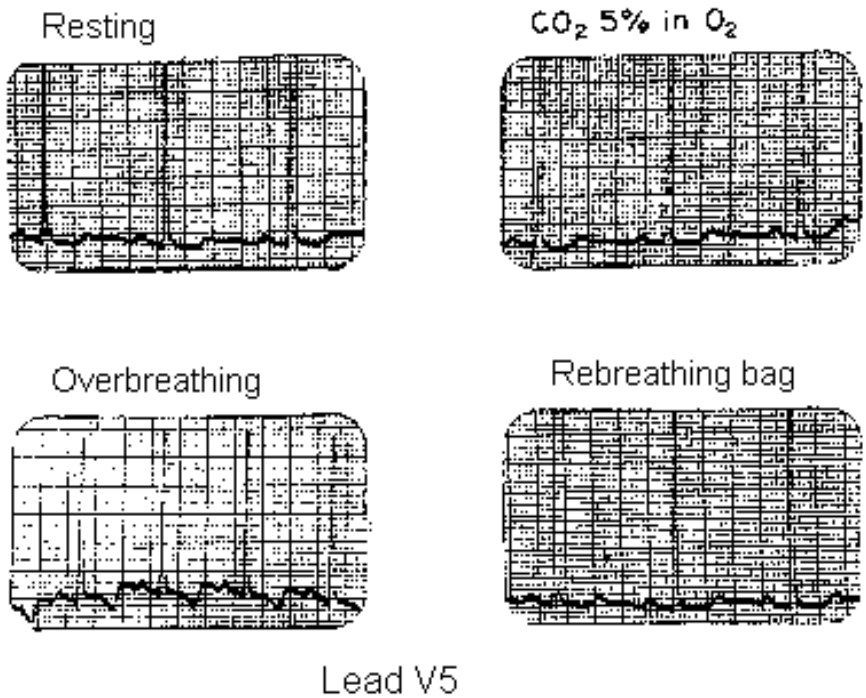 Resting
CO₂ 5% in O₂
Overbreathing
Rebreathing bag
Lead V5